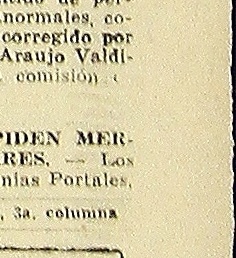 normales, co-
corregido por
Araujo Valdi-
comisión
PIDEN MER-
RES. — Los
nias Portales,
, 3a. columna